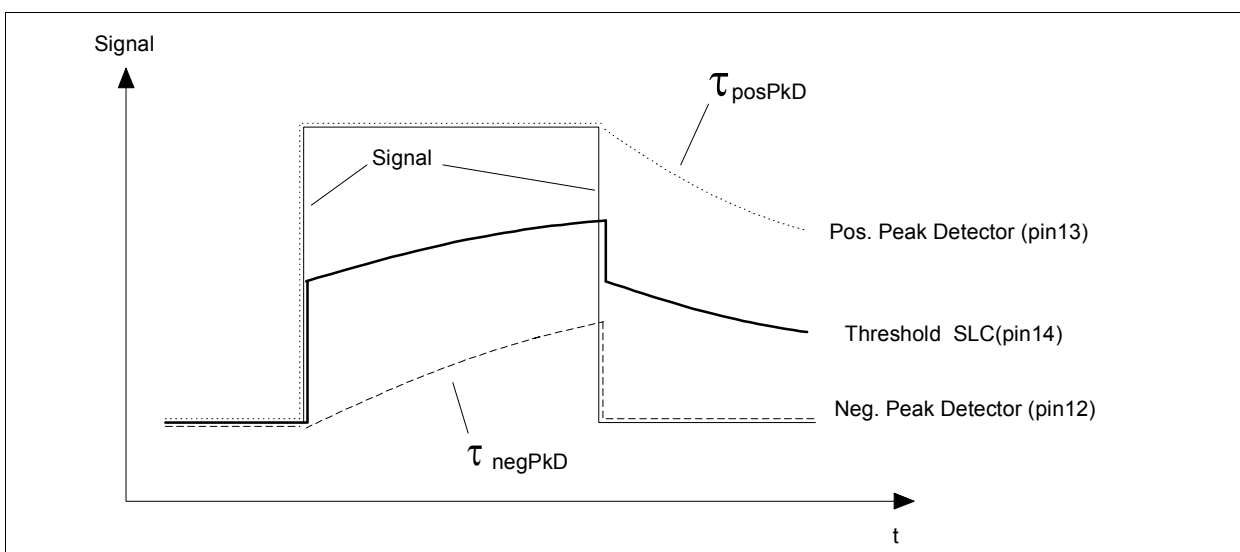 Signal
τ posPkD
Signal
Pos. Peak Detector (pin13)
Threshold SLC(pin14)
Neg. Peak Detector (pin12)
τ negPkD
t